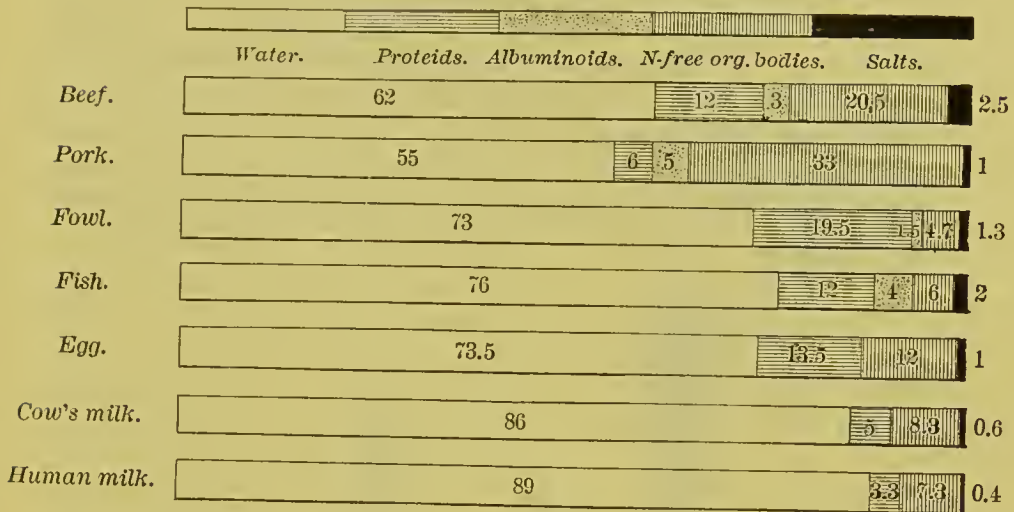 Water. Proteids. Albuminoids. N-free org. bodies. Salts.
Beef. 62 12 3 20.5 2.5
Pork. 55 6 5 33 1
Fowl. 73 19.5 1.5 4.7 1.3
Fish. 76 12 4 6 2
Egg. 73.5 13.5 12 1
Cow's milk. 86 5 8.3 0.6
Human milk. 89 3.3 7.3 0.4